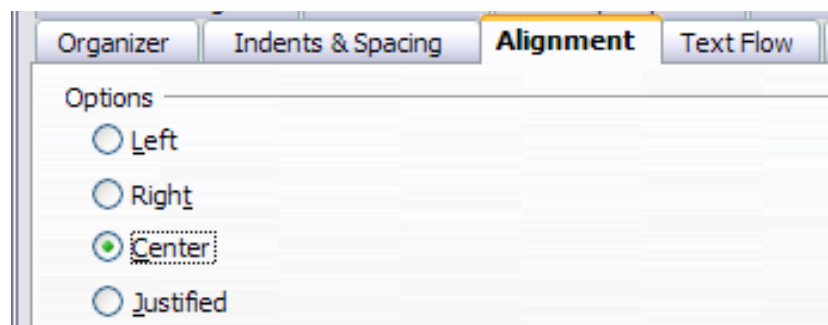 Organizer Indents & Spacing Alignment Text Flow
Options
Left
Right
Center
Justified